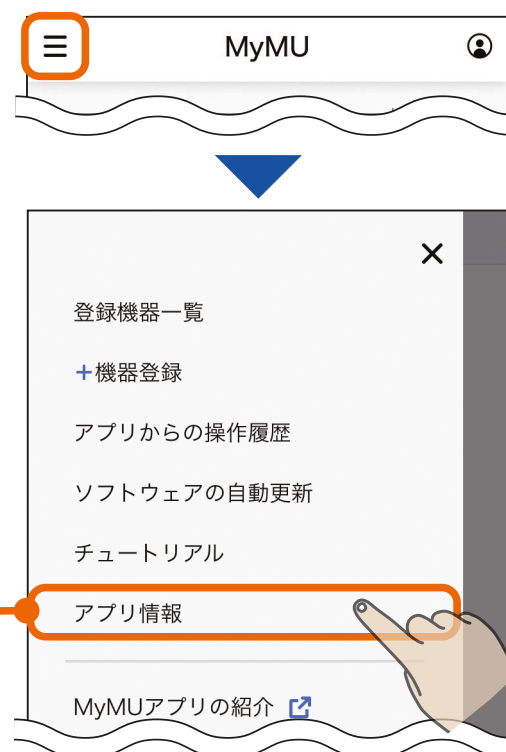 MyMU
登録機器一覧
+機器登録
アプリからの操作履歴
ソフトウェアの自動更新
チュートリアル
アプリ情報
MyMUアプリの紹介